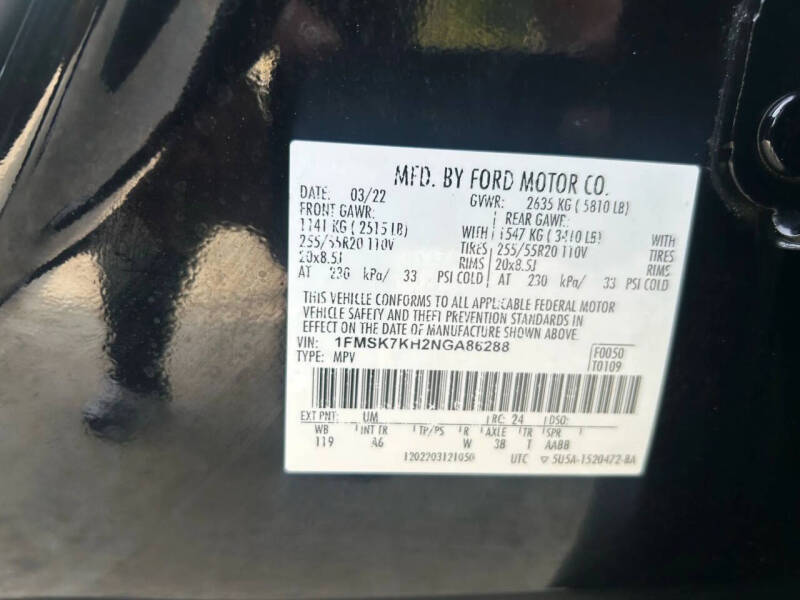 MFD. BY FORD MOTOR CO.
DATE: 03/22 GVWR: 2635 KG ( 5810 LB)
FRONT GAWR: REAR GAWR:
1141 KG ( 2515 LB) WITH 1547 KG ( 3410 LB) WITH
255/55R20 110V TIRES 255/55R20 110V TIRES
20x8.5J RIMS 20x8.5J RIMS
AT 230 kPa/ 33 PSI COLD AT 230 kPa/ 33 PSI COLD
THIS VEHICLE CONFORMS TO ALL APPLICABLE FEDERAL MOTOR
VEHICLE SAFETY AND THEFT PREVENTION STANDARDS IN
EFFECT ON THE DATE OF MANUFACTURE SHOWN ABOVE.
VIN: 1FMSK7KH2NGA86288 F0050
TYPE: MPV T0109
EXT PNT: UM RC: 24 DSO:
WB INT TR TP/PS R AXLE TR SPR
119 A6 W 38 T AABB
1202203121050 UTC ▽ 5U5A-1520472-BA